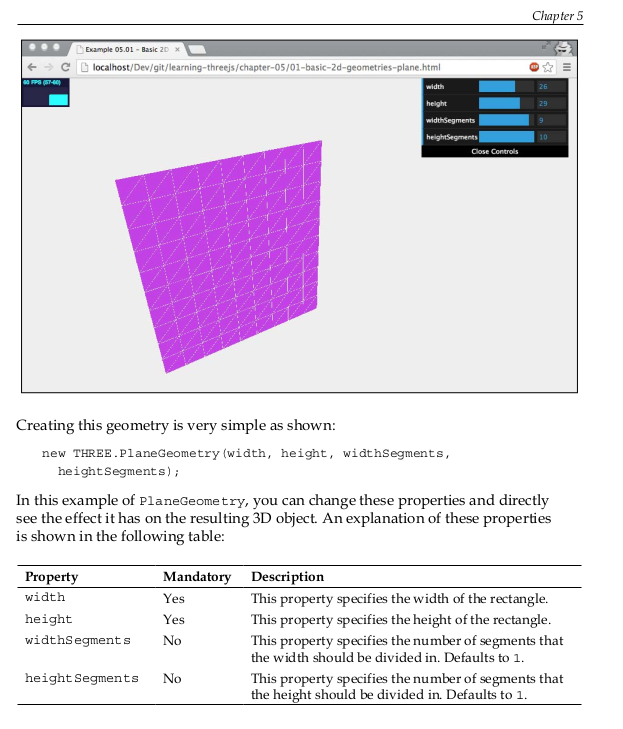 Chapter 5
Example 05.01 – Basic 2D
localhost/Dev/git/learning-threejs/chapter-05/01-basic-2d-geometries-plane.html
60 FPS (57-60)
width 26
height 29
widthSegments 9
heightSegments 10
Close Controls
Creating this geometry is very simple as shown:
new THREE.PlaneGeometry(width, height, widthSegments,
heightSegments);
In this example of PlaneGeometry, you can change these properties and directly
see the effect it has on the resulting 3D object. An explanation of these properties
is shown in the following table:
Property Mandatory Description
width Yes This property specifies the width of the rectangle.
height Yes This property specifies the height of the rectangle.
widthSegments No This property specifies the number of segments that
the width should be divided in. Defaults to 1.
heightSegments No This property specifies the number of segments that
the height should be divided in. Defaults to 1.